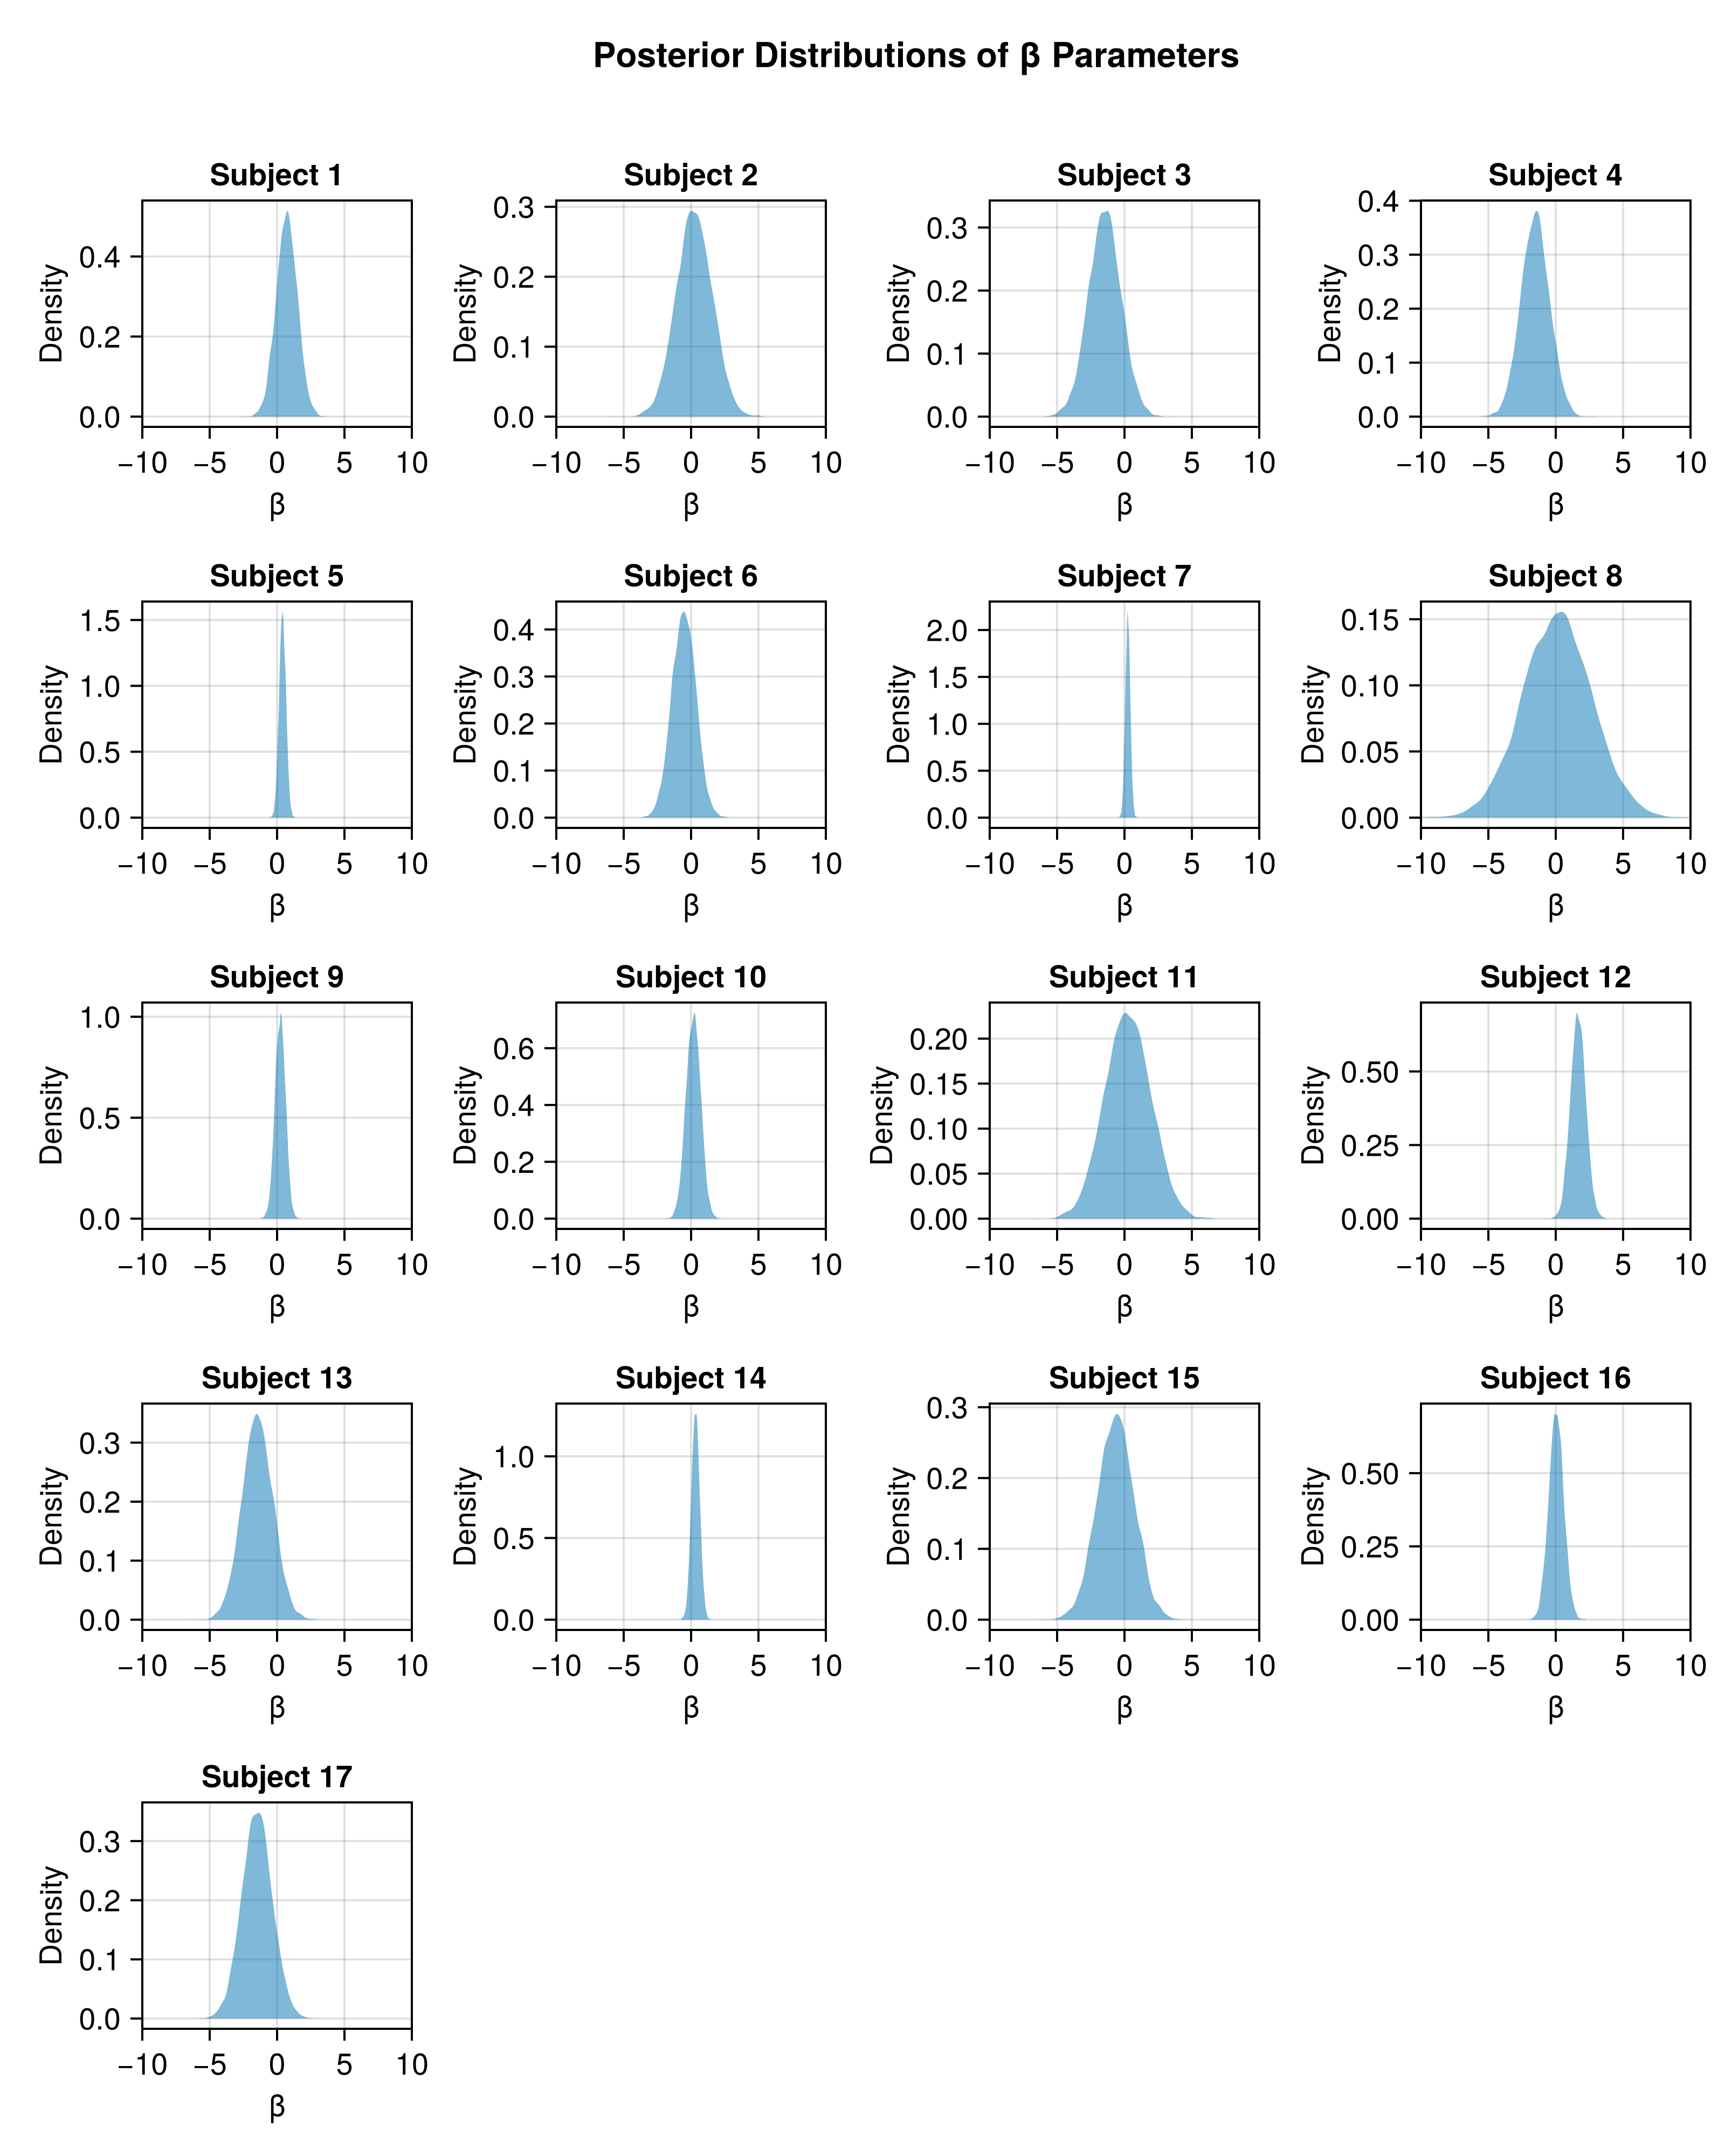 Posterior Distributions of β Parameters
Subject 1
Subject 2
Subject 3
Subject 4
Density
0.4
0.2
0.0
−10 −5 0 5 10
β
Density
0.3
0.2
0.1
0.0
−10 −5 0 5 10
β
Density
0.3
0.2
0.1
0.0
−10 −5 0 5 10
β
Density
0.4
0.3
0.2
0.1
0.0
−10 −5 0 5 10
β
Subject 5
Subject 6
Subject 7
Subject 8
Density
1.5
1.0
0.5
0.0
−10 −5 0 5 10
β
Density
0.4
0.3
0.2
0.1
0.0
−10 −5 0 5 10
β
Density
2.0
1.5
1.0
0.5
0.0
−10 −5 0 5 10
β
Density
0.15
0.10
0.05
0.00
−10 −5 0 5 10
β
Subject 9
Subject 10
Subject 11
Subject 12
Density
1.0
0.5
0.0
−10 −5 0 5 10
β
Density
0.6
0.4
0.2
0.0
−10 −5 0 5 10
β
Density
0.20
0.15
0.10
0.05
0.00
−10 −5 0 5 10
β
Density
0.50
0.25
0.00
−10 −5 0 5 10
β
Subject 13
Subject 14
Subject 15
Subject 16
Density
0.3
0.2
0.1
0.0
−10 −5 0 5 10
β
Density
1.0
0.5
0.0
−10 −5 0 5 10
β
Density
0.3
0.2
0.1
0.0
−10 −5 0 5 10
β
Density
0.50
0.25
0.00
−10 −5 0 5 10
β
Subject 17
Density
0.3
0.2
0.1
0.0
−10 −5 0 5 10
β